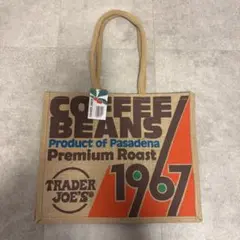 COFFEE
BEANS
Product of Pasadena
Premium Roast
1967
TRADER
JOE'S®